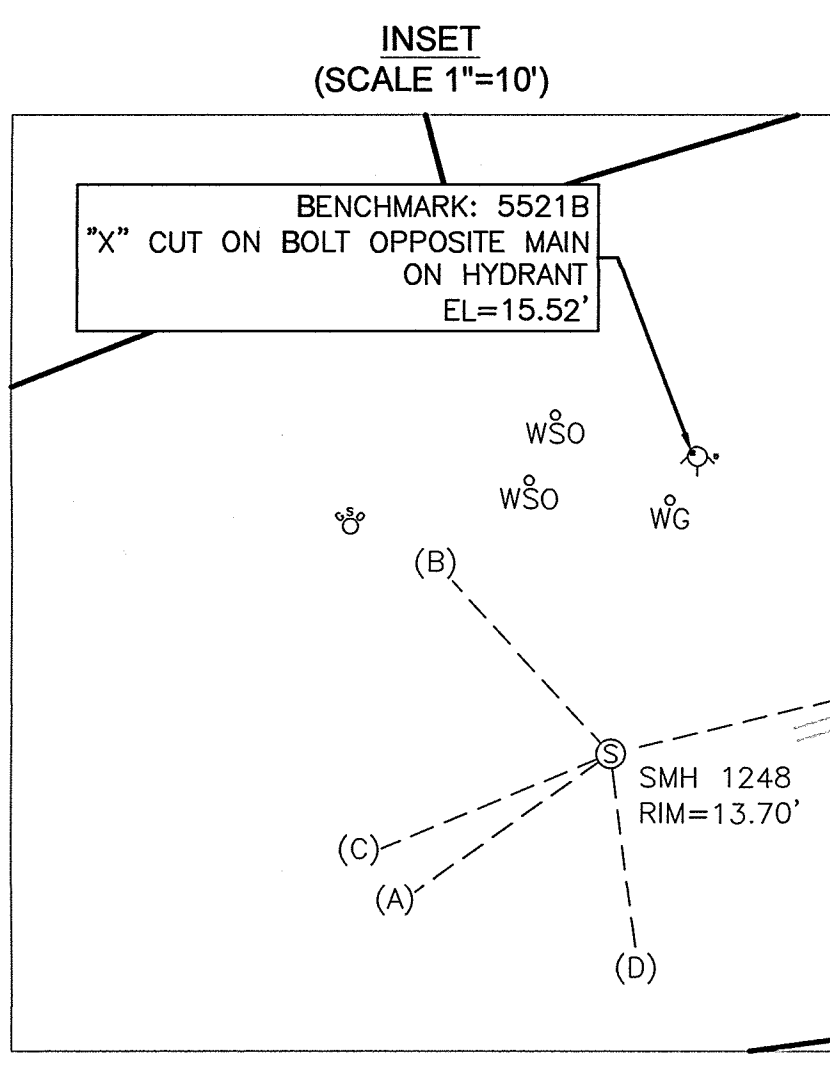 INSET
(SCALE 1"=10')
BENCHMARK: 5521B
"X" CUT ON BOLT OPPOSITE MAIN
ON HYDRANT
EL=15.52'
WSO
WSO
WG
GSO
(B)
S
SMH 1248
RIM=13.70'
(C)
(A)
(D)